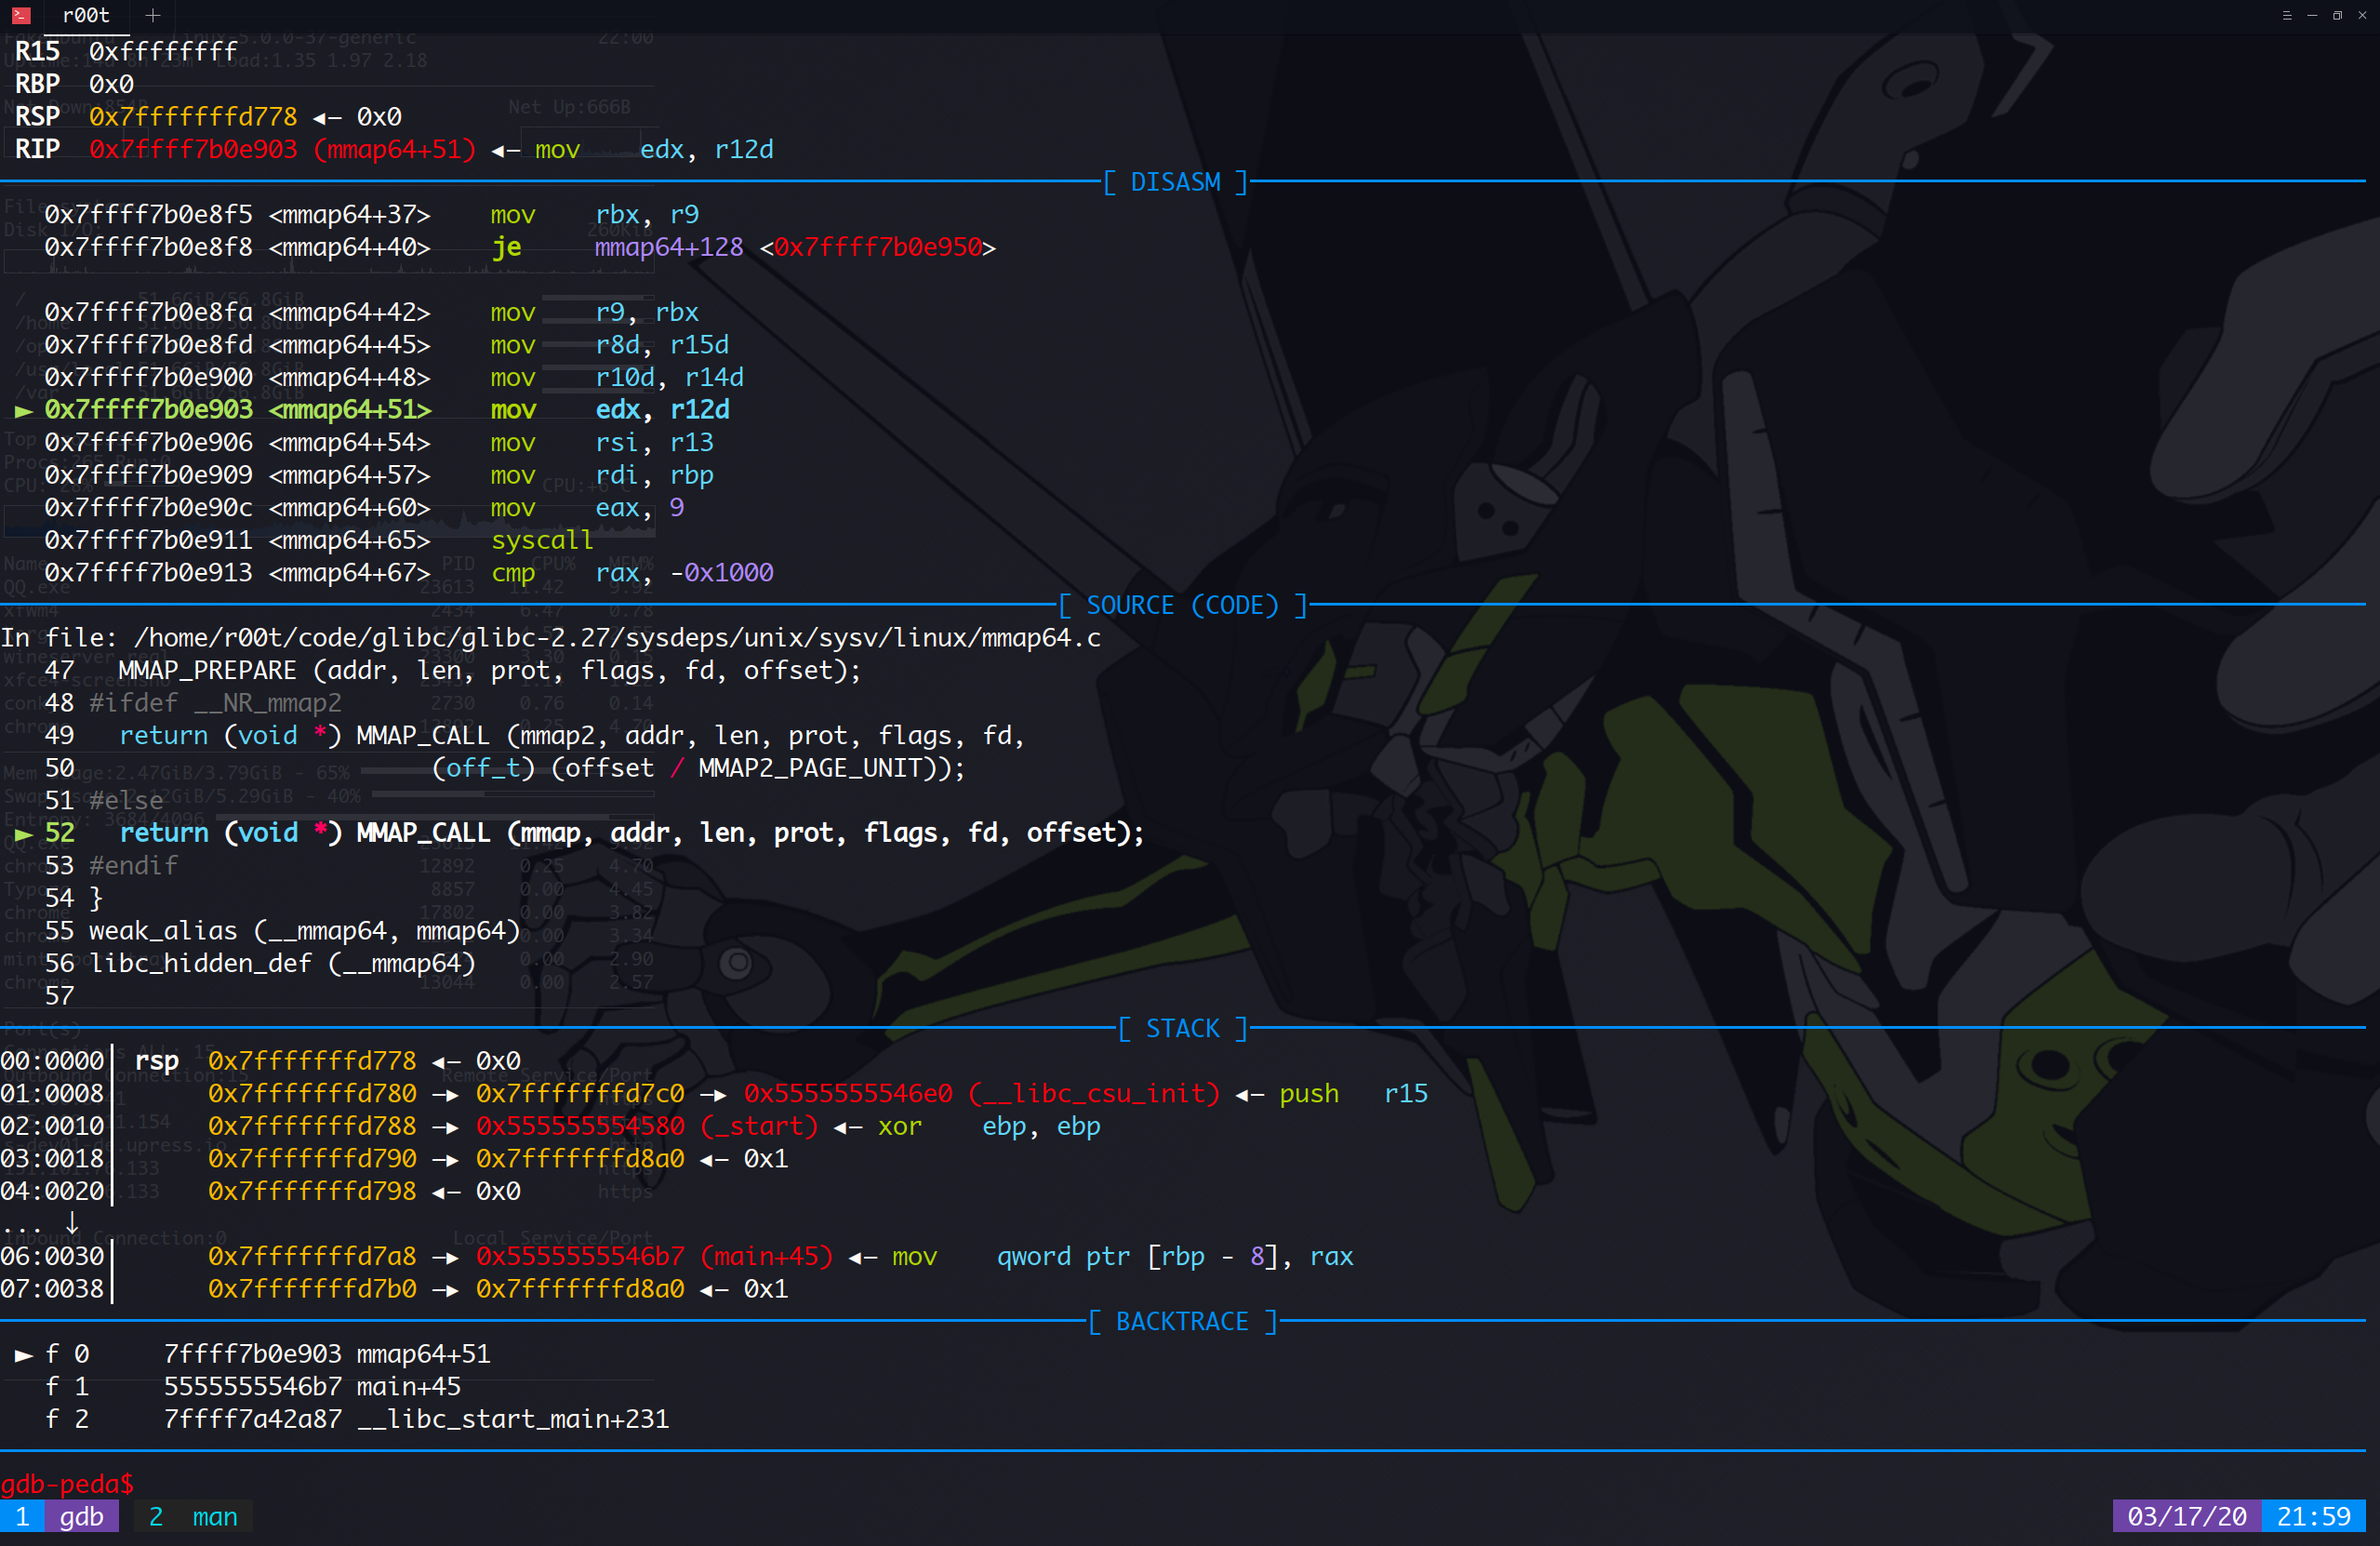 r00t +
R15 0xffffffff
RBP 0x0
RSP 0x7fffffffd778 ◂— 0x0
RIP 0x7ffff7b0e903 (mmap64+51) ◂— mov edx, r12d
[ DISASM ]
0x7ffff7b0e8f5 <mmap64+37> mov rbx, r9
0x7ffff7b0e8f8 <mmap64+40> je mmap64+128 <0x7ffff7b0e950>
0x7ffff7b0e8fa <mmap64+42> mov r9, rbx
0x7ffff7b0e8fd <mmap64+45> mov r8d, r15d
0x7ffff7b0e900 <mmap64+48> mov r10d, r14d
► 0x7ffff7b0e903 <mmap64+51> mov edx, r12d
0x7ffff7b0e906 <mmap64+54> mov rsi, r13
0x7ffff7b0e909 <mmap64+57> mov rdi, rbp
0x7ffff7b0e90c <mmap64+60> mov eax, 9
0x7ffff7b0e911 <mmap64+65> syscall
0x7ffff7b0e913 <mmap64+67> cmp rax, -0x1000
[ SOURCE (CODE) ]
In file: /home/r00t/code/glibc/glibc-2.27/sysdeps/unix/sysv/linux/mmap64.c
47 MMAP_PREPARE (addr, len, prot, flags, fd, offset);
48 #ifdef __NR_mmap2
49 return (void *) MMAP_CALL (mmap2, addr, len, prot, flags, fd,
50 (off_t) (offset / MMAP2_PAGE_UNIT));
51 #else
► 52 return (void *) MMAP_CALL (mmap, addr, len, prot, flags, fd, offset);
53 #endif
54 }
55 weak_alias (__mmap64, mmap64)
56 libc_hidden_def (__mmap64)
57
[ STACK ]
00:0000│ rsp 0x7fffffffd778 ◂— 0x0
01:0008│ 0x7fffffffd780 —▸ 0x7fffffffd7c0 —▸ 0x5555555546e0 (__libc_csu_init) ◂— push r15
02:0010│ 0x7fffffffd788 —▸ 0x555555554580 (_start) ◂— xor ebp, ebp
03:0018│ 0x7fffffffd790 —▸ 0x7fffffffd8a0 ◂— 0x1
04:0020│ 0x7fffffffd798 ◂— 0x0
... ↓
06:0030│ 0x7fffffffd7a8 —▸ 0x5555555546b7 (main+45) ◂— mov qword ptr [rbp - 8], rax
07:0038│ 0x7fffffffd7b0 —▸ 0x7fffffffd8a0 ◂— 0x1
[ BACKTRACE ]
► f 0 7ffff7b0e903 mmap64+51
f 1 5555555546b7 main+45
f 2 7ffff7a42a87 __libc_start_main+231
gdb-peda$
1 gdb 2 man 03/17/20 21:59